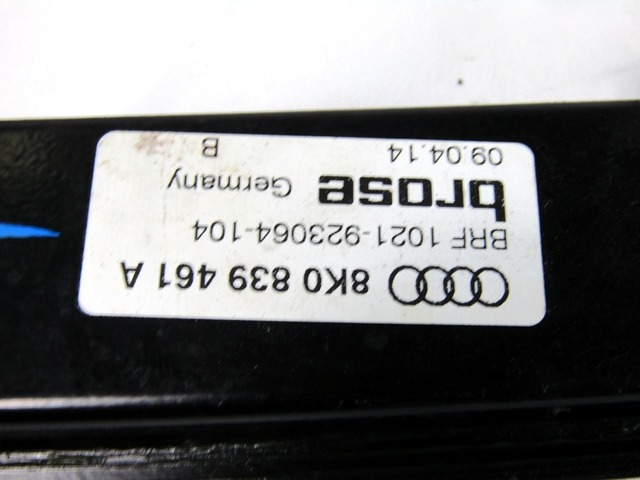 8K0 839 461 A
BRF 1021-923064-104
brose Germany
09.04.14 B